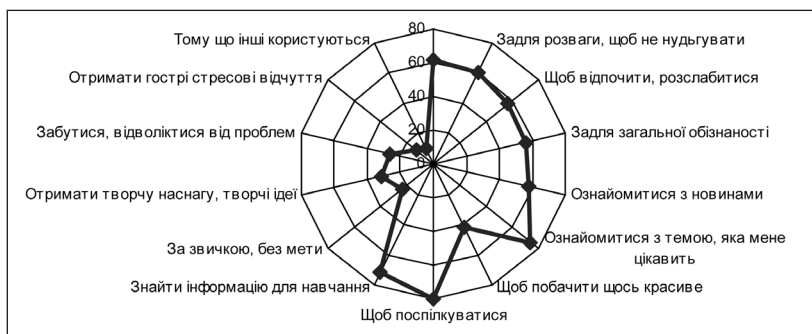 80
60
40
20
0
Тому що інші користуються
Задля розваги, щоб не нудьгувати
Отримати гострі стресові відчуття
Щоб відпочити, розслабитися
Забутися, відволіктися від проблем
Задля загальної обізнаності
Отримати творчу наснагу, творчі ідеї
Ознайомитися з новинами
За звичкою, без мети
Ознайомитися з темою, яка мене
цікавить
Знайти інформацію для навчання
Щоб побачити щось красиве
Щоб поспілкуватися